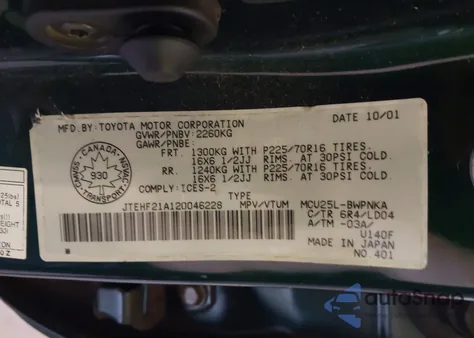 MFD. BY: TOYOTA MOTOR CORPORATION DATE 10/01
GVWR/PNBV: 2260KG
GAWR/PNBE:
FRT. 1300KG WITH P225/70R16 TIRES.
16X6 1/2JJ RIMS. AT 30PSI COLD.
RR. 1240KG WITH P225/70R16 TIRES.
16X6 1/2JJ RIMS. AT 30PSI COLD.
COMPLY: ICES-2
CANADA
930
TRANS
TYPE
JTEHF21A120046228 MPV/VTUM MCU25L-BWPNKA
C/TR 6R4/LD04
A/TM -03A/
U140F
MADE IN JAPAN
NO. 401
autoShop